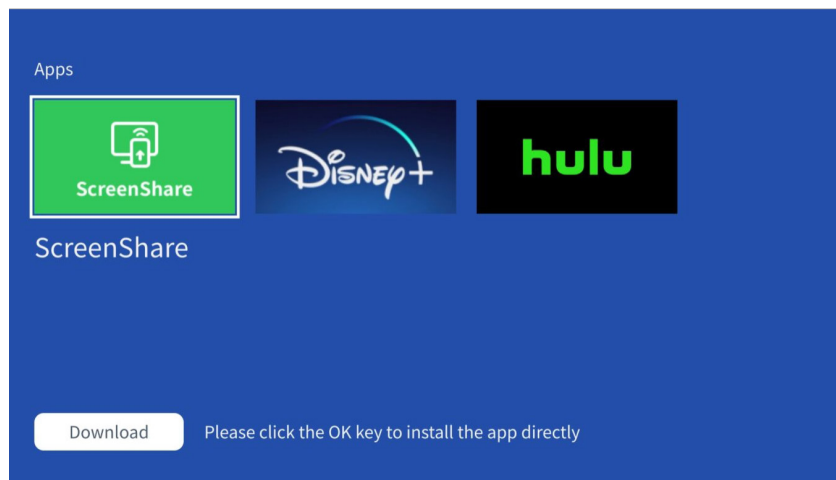 Apps
ScreenShare
Disney+
hulu
ScreenShare
Download
Please click the OK key to install the app directly